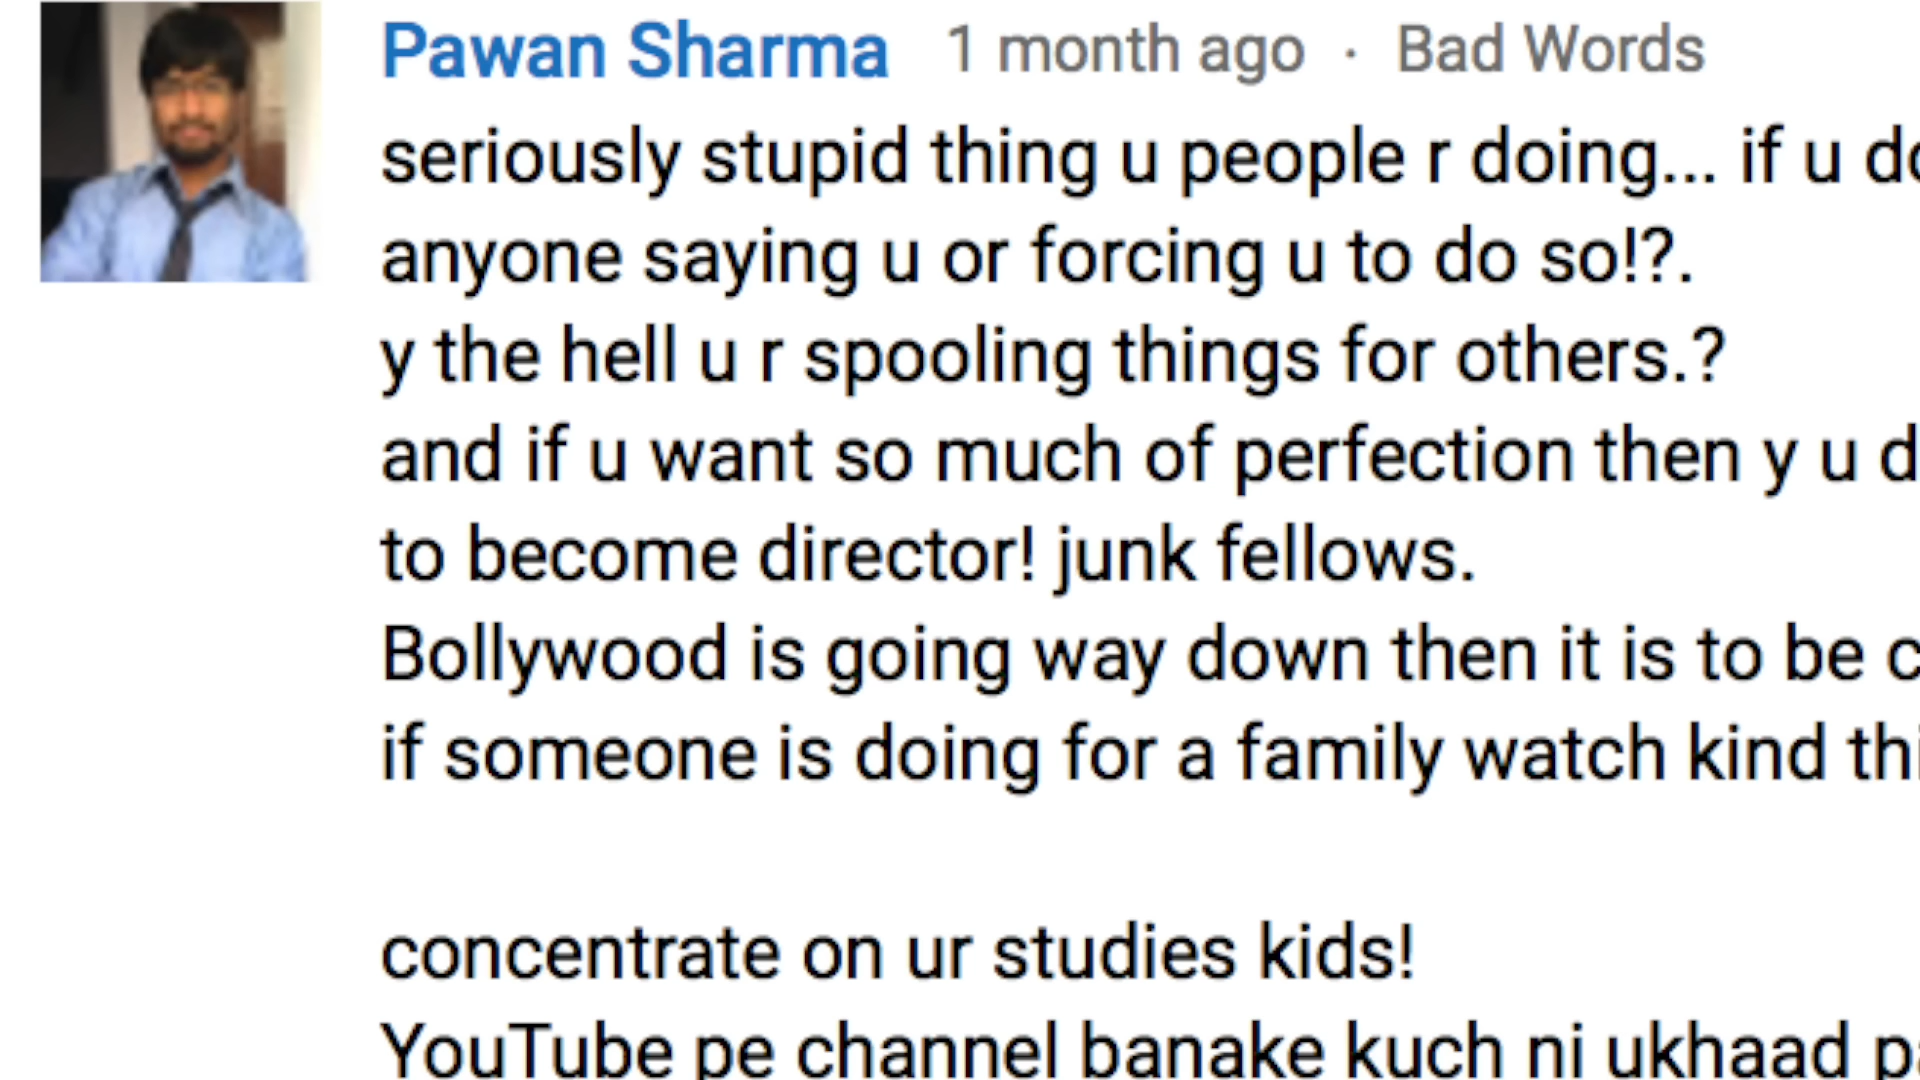 Pawan Sharma 1 month ago · Bad Words
seriously stupid thing u people r doing... if u
anyone saying u or forcing u to do so!?.
y the hell u r spooling things for others.?
and if u want so much of perfection then y u
to become director! junk fellows.
Bollywood is going way down then it is to be
if someone is doing for a family watch kind
concentrate on ur studies kids!
YouTube pe channel banake kuch ni ukhaad